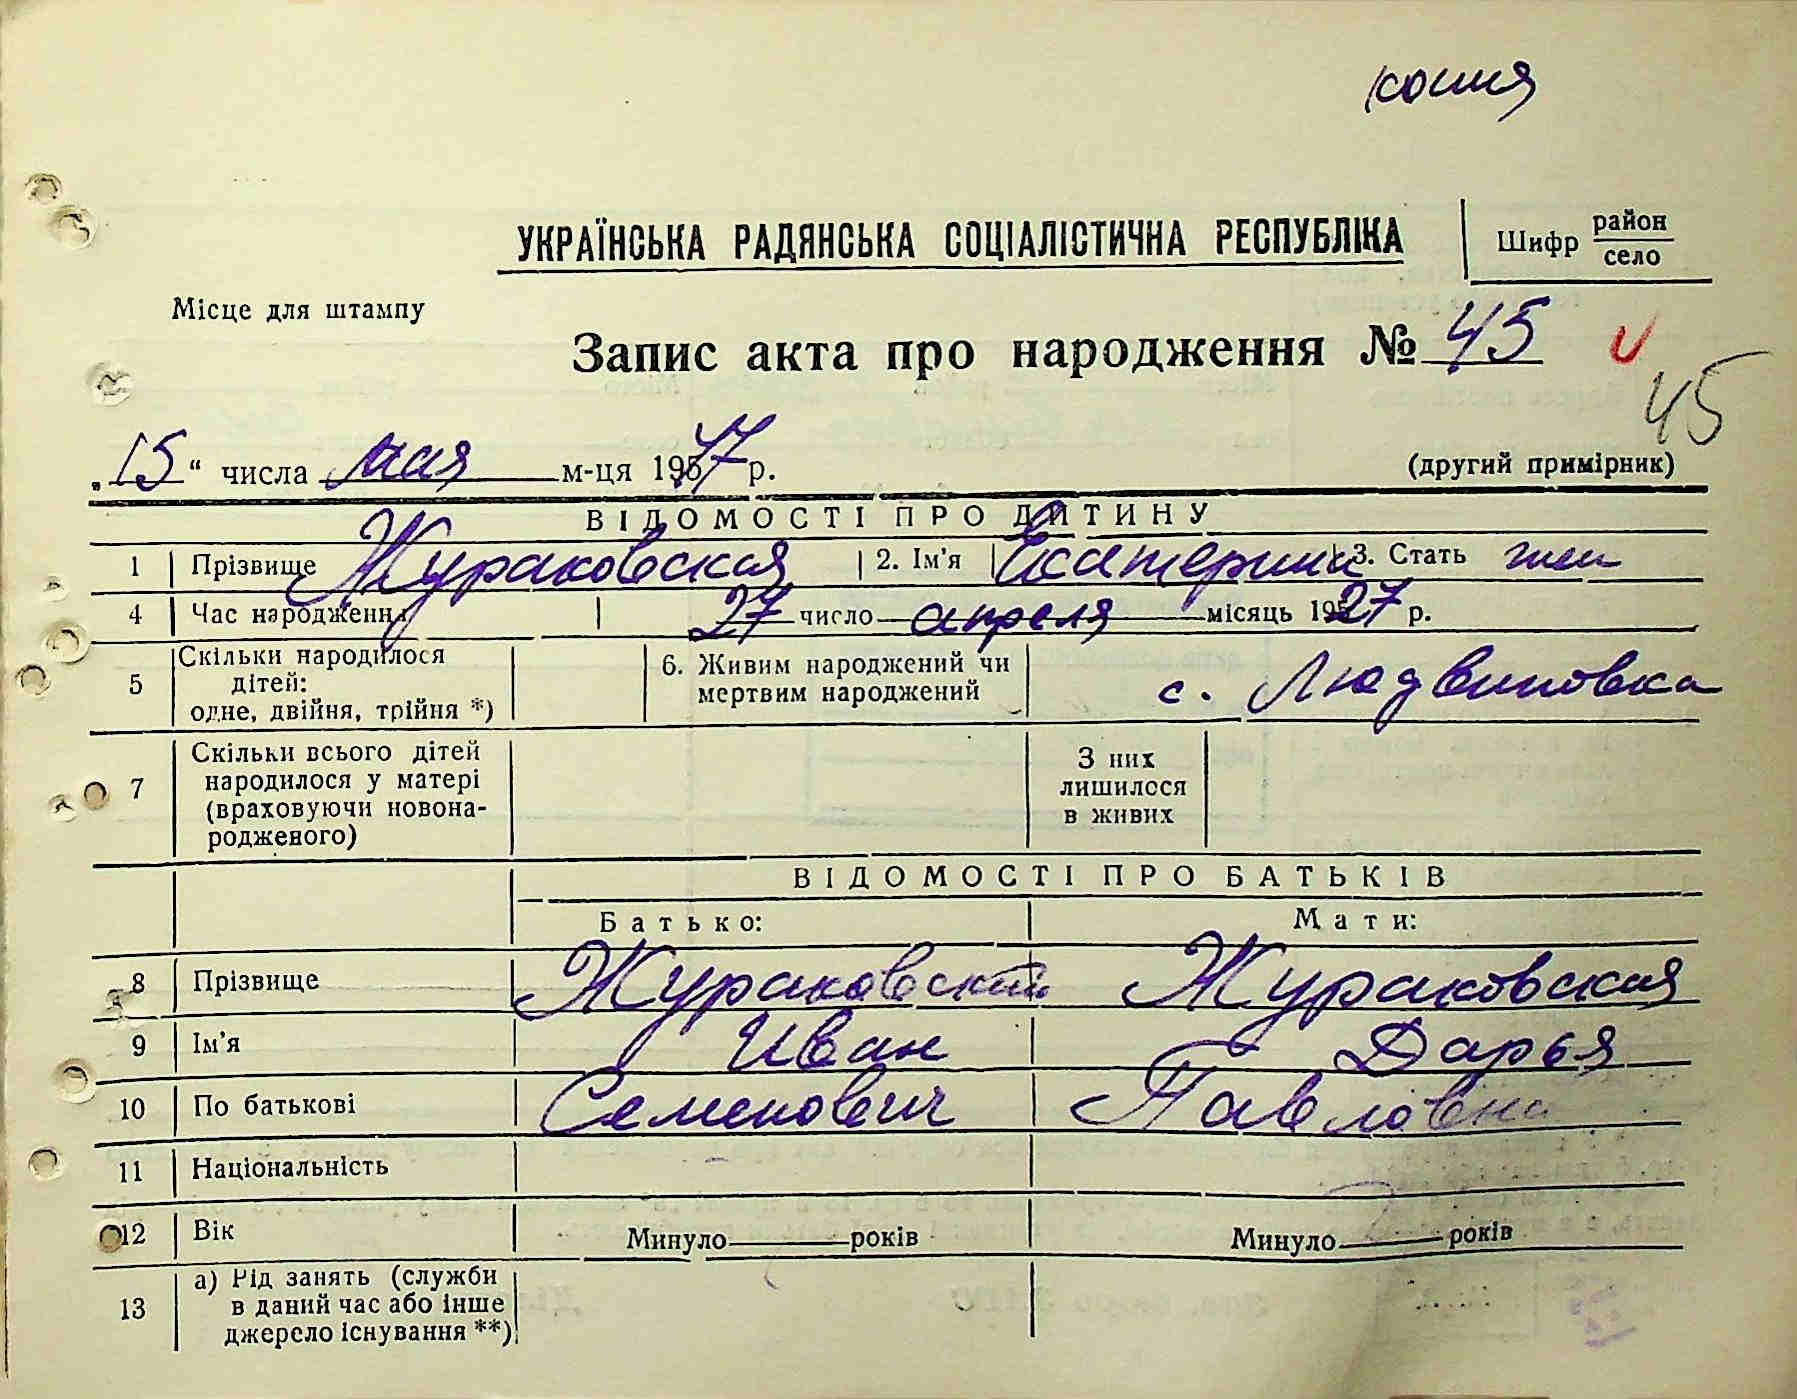 копия
УКРАЇНСЬКА РАДЯНСЬКА СОЦІАЛІСТИЧНА РЕСПУБЛІКА
Шифр район село
Місце для штампу
Запис акта про народження № 45
45
„15“ числа мая м-ця 1977 р. (другий примірник)
ВІДОМОСТІ ПРО ДИТИНУ
1 Прізвище Жураковская 2. Ім'я Екатерина 3. Стать жен
4 Час народження 27 число апреля місяць 1927 р.
5 Скільки народилося дітей: одне, двійня, трійня *) 6. Живим народжений чи мертвим народжений с. Людвиновка
7 Скільки всього дітей народилося у матері (враховуючи новонародженого) З них лишилося в живих
ВІДОМОСТІ ПРО БАТЬКІВ
Батько: Мати:
8 Прізвище Жураковский Жураковская
9 Ім'я Иван Дарья
10 По батькові Семенович Павловна
11 Національність
12 Вік Минуло років Минуло років
13 а) Рід занять (служби в даний час або інше джерело існування **)